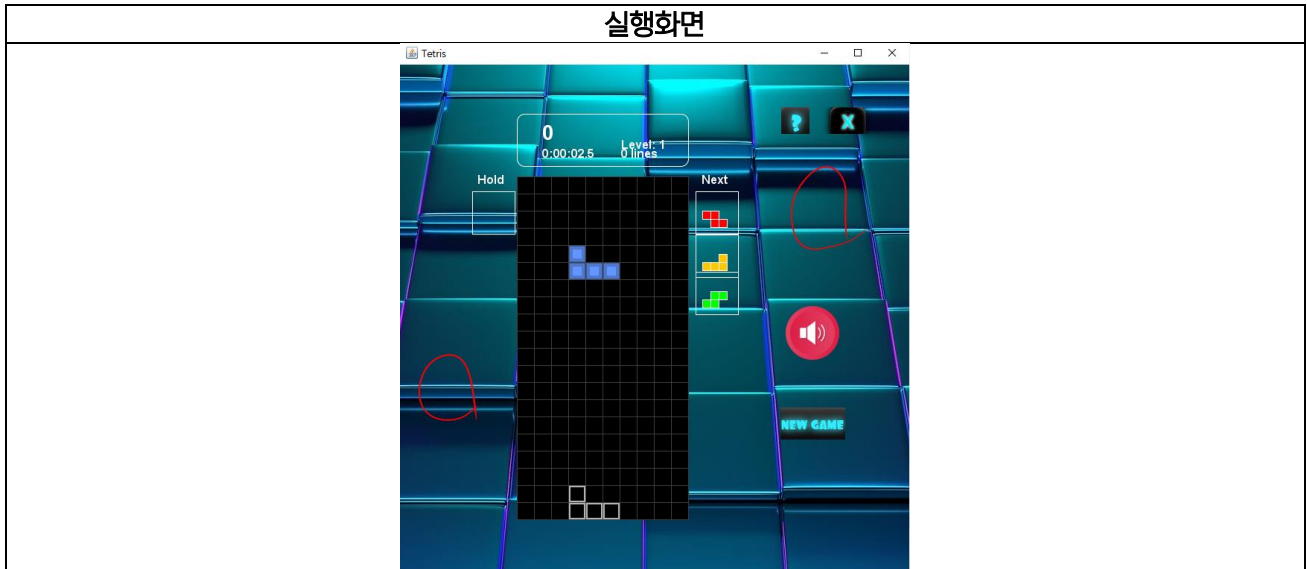 실행화면
Tetris
?
X
0
Level: 1
0:00:02.5
0 lines
Hold
Next
NEW GAME